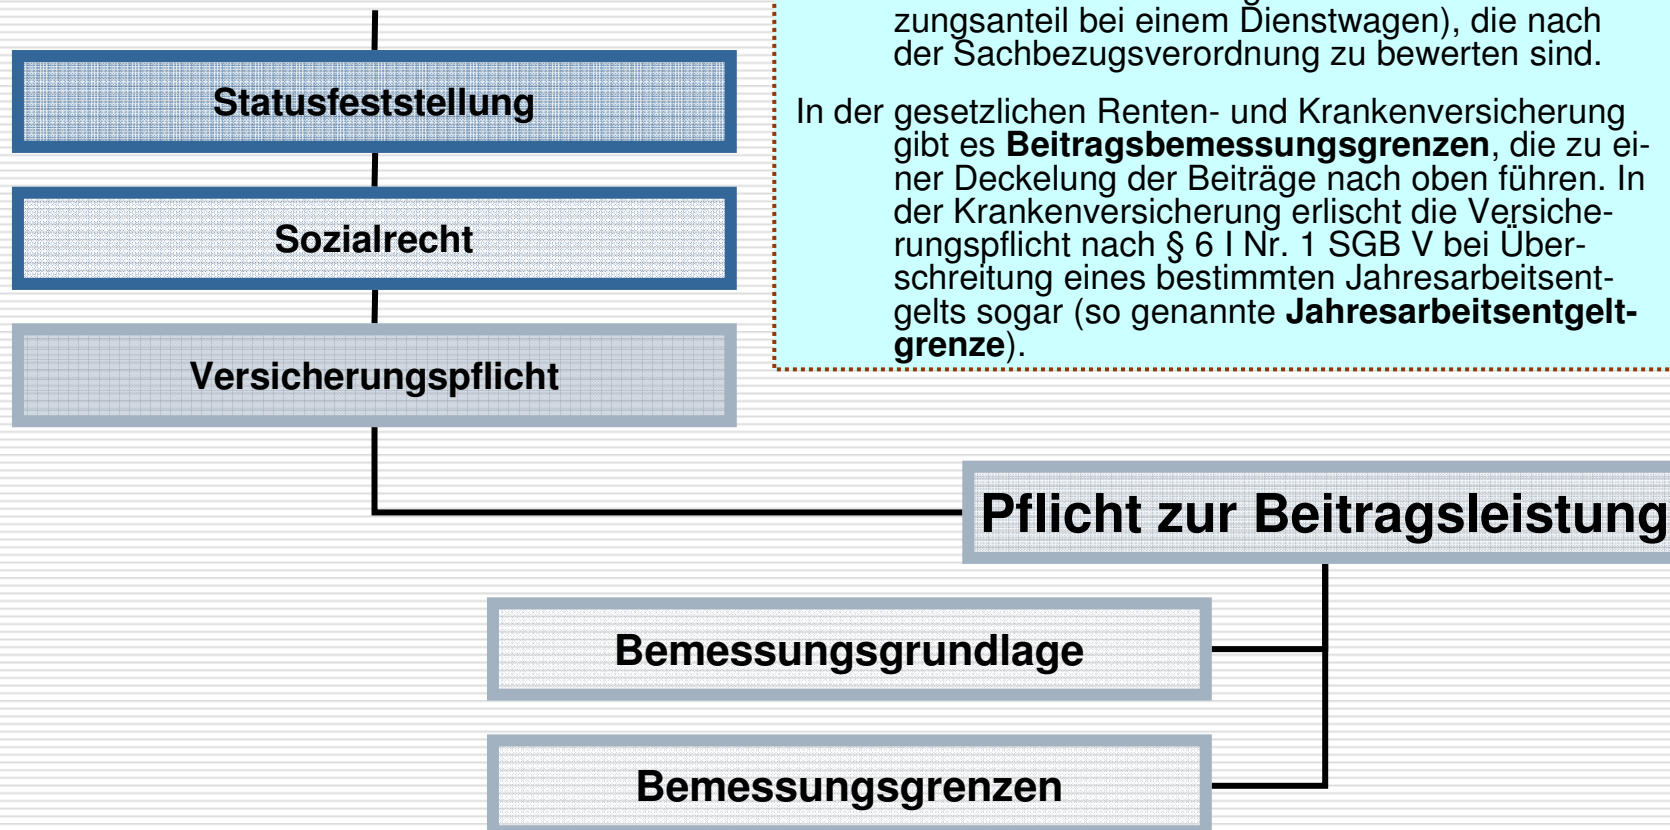 zungsanteil bei einem Dienstwagen), die nach
der Sachbezugsverordnung zu bewerten sind.
In der gesetzlichen Renten- und Krankenversicherung
gibt es Beitragsbemessungsgrenzen, die zu ei-
ner Deckelung der Beiträge nach oben führen. In
der Krankenversicherung erlischt die Versiche-
rungspflicht nach § 6 I Nr. 1 SGB V bei Über-
schreitung eines bestimmten Jahresarbeitsent-
gelts sogar (so genannte Jahresarbeitsentgelt-
grenze).
Statusfeststellung
Sozialrecht
Versicherungspflicht
Pflicht zur Beitragsleistung
Bemessungsgrundlage
Bemessungsgrenzen